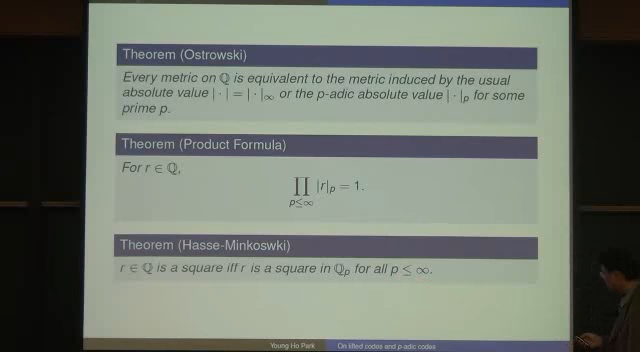 Theorem (Ostrowski)
Every metric on ℚ is equivalent to the metric induced by the usual
absolute value | · | = | · |∞ or the p-adic absolute value | · |ₚ for some
prime p.
Theorem (Product Formula)
For r ∈ ℚ,
∏ |r|ₚ = 1.
p≤∞
Theorem (Hasse-Minkoswki)
r ∈ ℚ is a square iff r is a square in ℚₚ for all p ≤ ∞.
Young Ho Park On lifted codes and p-adic codes